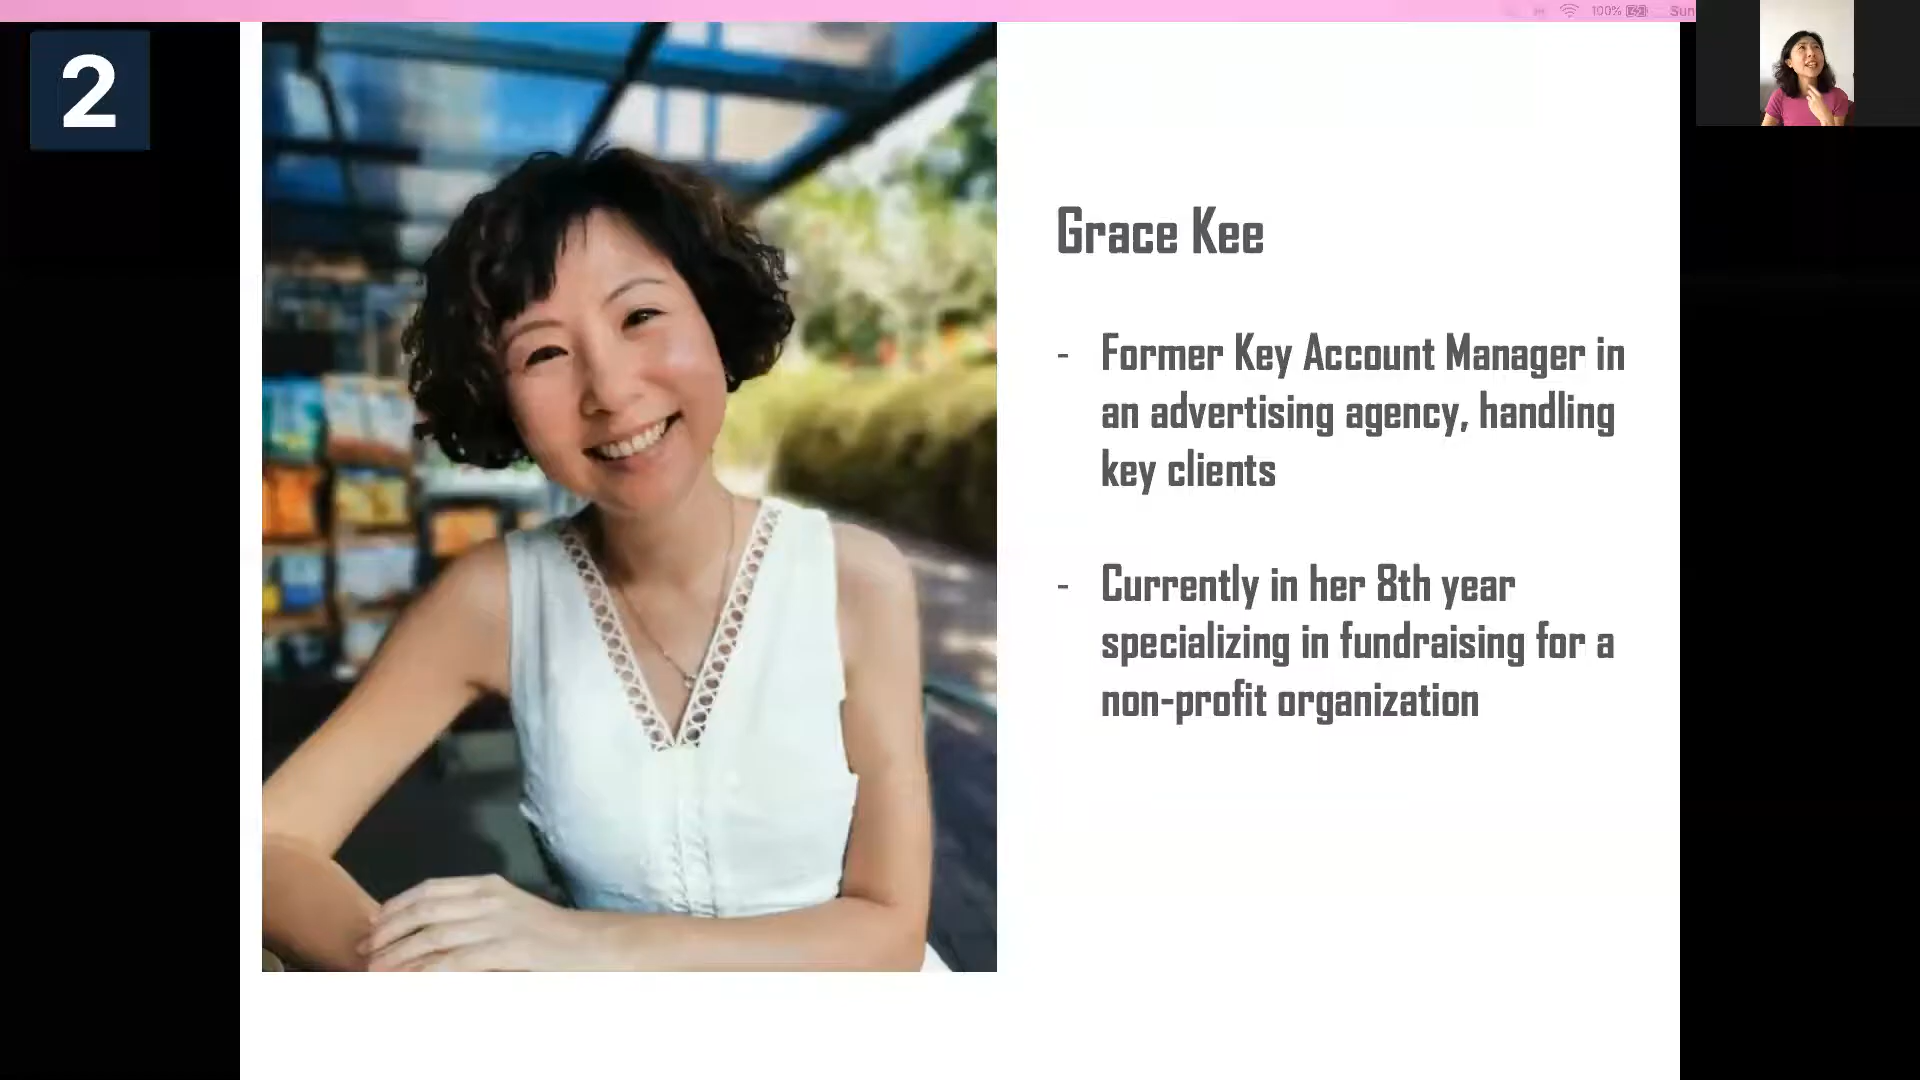 100%
Sun
2
Grace Kee
- Former Key Account Manager in
an advertising agency, handling
key clients
- Currently in her 8th year
specializing in fundraising for a
non-profit organization